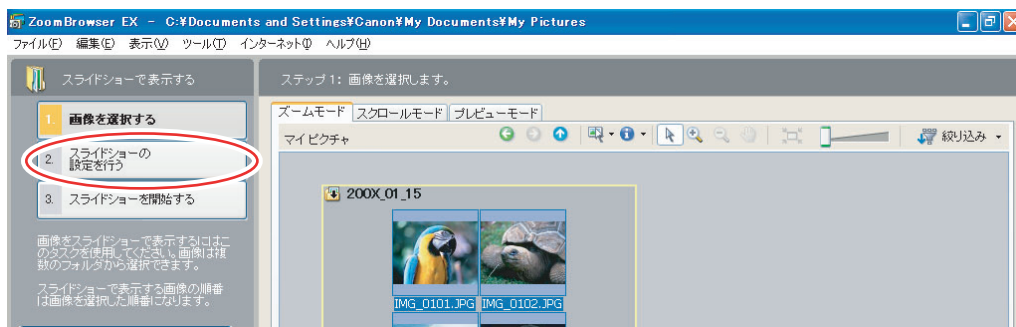 ZoomBrowser EX - C:¥Documents and Settings¥Canon¥My Documents¥My Pictures
ファイル(F) 編集(E) 表示(V) ツール(T) インターネット(I) ヘルプ(H)
スライドショーで表示する
ステップ1: 画像を選択します。
1. 画像を選択する
2. スライドショーの
設定を行う
3. スライドショーを開始する
画像をスライドショーで表示するにはこ
のタスクを使用してください。画像は複
数のフォルダから選択できます。
スライドショーで表示する画像の順番
は画像を選択した順番になります。
ズームモード スクロールモード プレビューモード
マイ ピクチャ
絞り込み
200X_01_15
IMG_0101.JPG IMG_0102.JPG